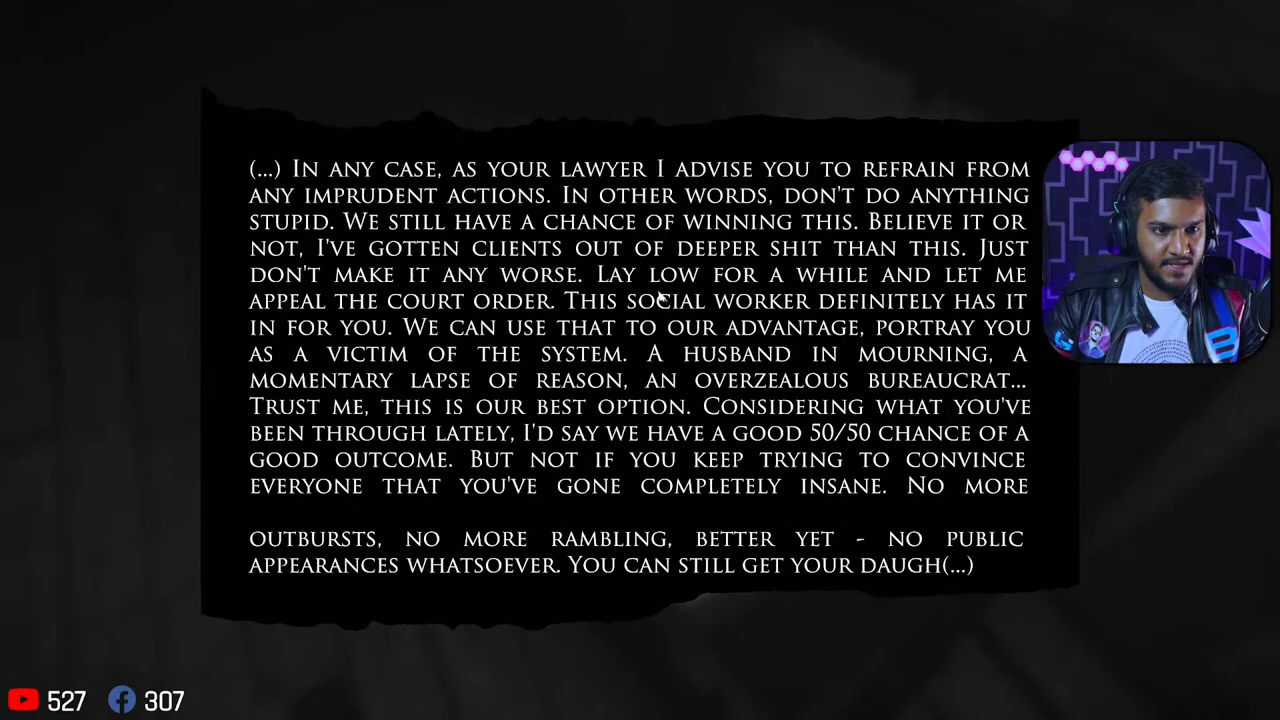 (...) In any case, as your lawyer I advise you to refrain from
any imprudent actions. In other words, don't do anything
stupid. We still have a chance of winning this. Believe it or
not, I've gotten clients out of deeper shit than this. Just
don't make it any worse. Lay low for a while and let me
appeal the court order. This social worker definitely has it
in for you. We can use that to our advantage, portray you
as a victim of the system. A husband in mourning, a
momentary lapse of reason, an overzealous bureaucrat...
Trust me, this is our best option. Considering what you've
been through lately, I'd say we have a good 50/50 chance of a
good outcome. But not if you keep trying to convince
everyone that you've gone completely insane. No more
outbursts, no more rambling, better yet - no public
appearances whatsoever. You can still get your daugh(...)
527 307